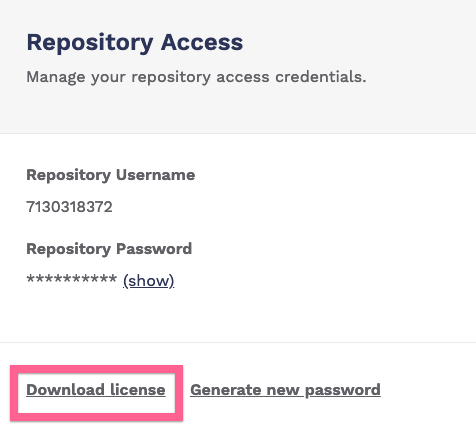 Repository Access
Manage your repository access credentials.
Repository Username
7130318372
Repository Password
********** (show)
Download license Generate new password